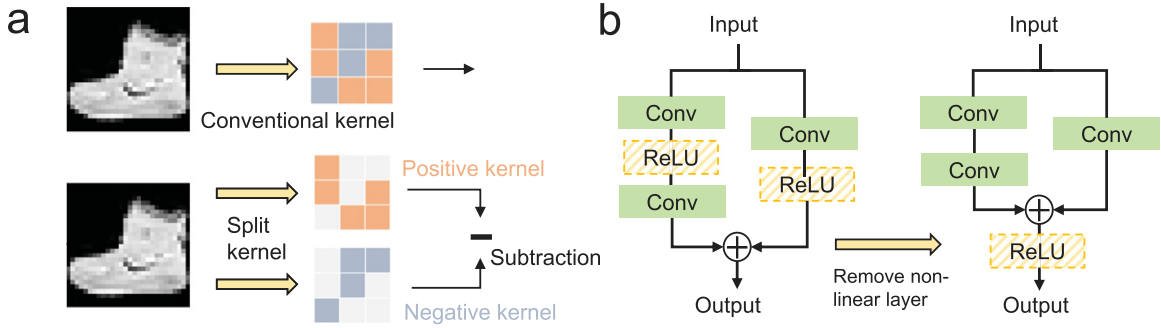 a
Conventional kernel
Positive kernel
Split
kernel
Subtraction
Negative kernel
b
Input
Conv
ReLU
Conv
Conv
ReLU
Output
Remove non-
linear layer
Input
Conv
Conv
Conv
ReLU
Output